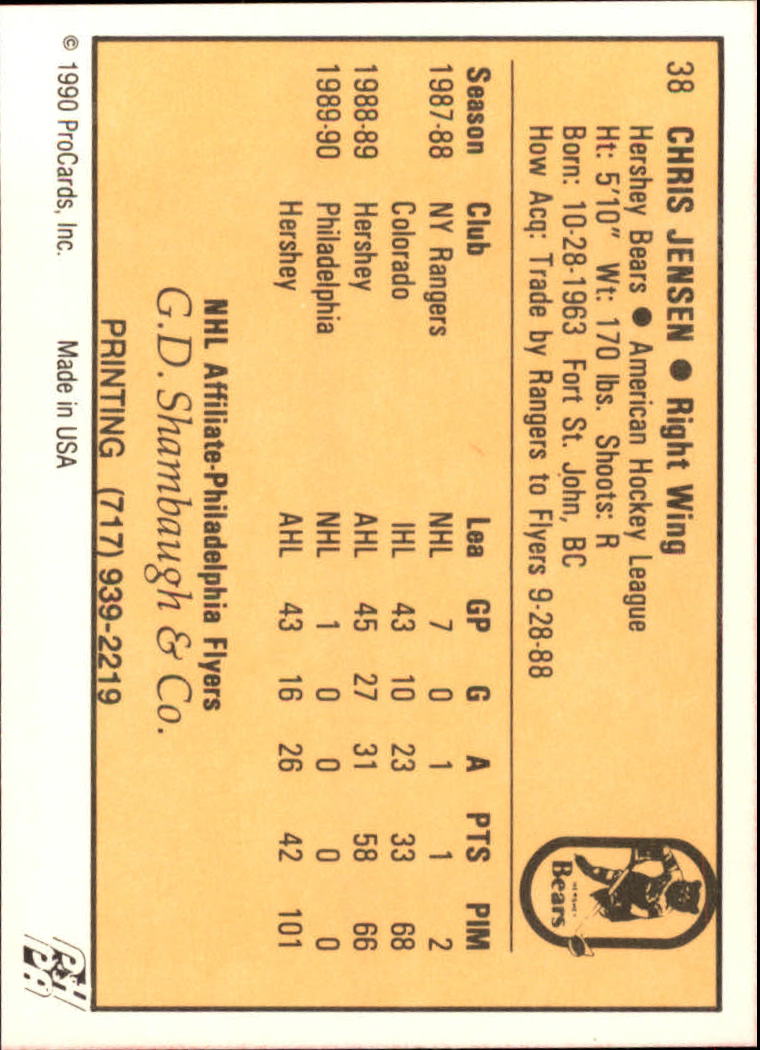 38 CHRIS JENSEN ● Right Wing
Hershey Bears ● American Hockey League
Ht: 5'10" Wt: 170 lbs. Shoots: R
Born: 10-28-1963 Fort St. John, BC
How Acq: Trade by Rangers to Flyers 9-28-88
Bears
Season Club Lea GP G A PTS PIM
1987-88 NY Rangers NHL 7 0 1 1 2
Colorado IHL 43 10 23 33 68
1988-89 Hershey AHL 45 27 31 58 66
1989-90 Philadelphia NHL 1 0 0 0 0
Hershey AHL 43 16 26 42 101
NHL Affiliate-Philadelphia Flyers
G.D. Shambaugh & Co.
PRINTING (717) 939-2219
© 1990 ProCards, Inc. Made in USA